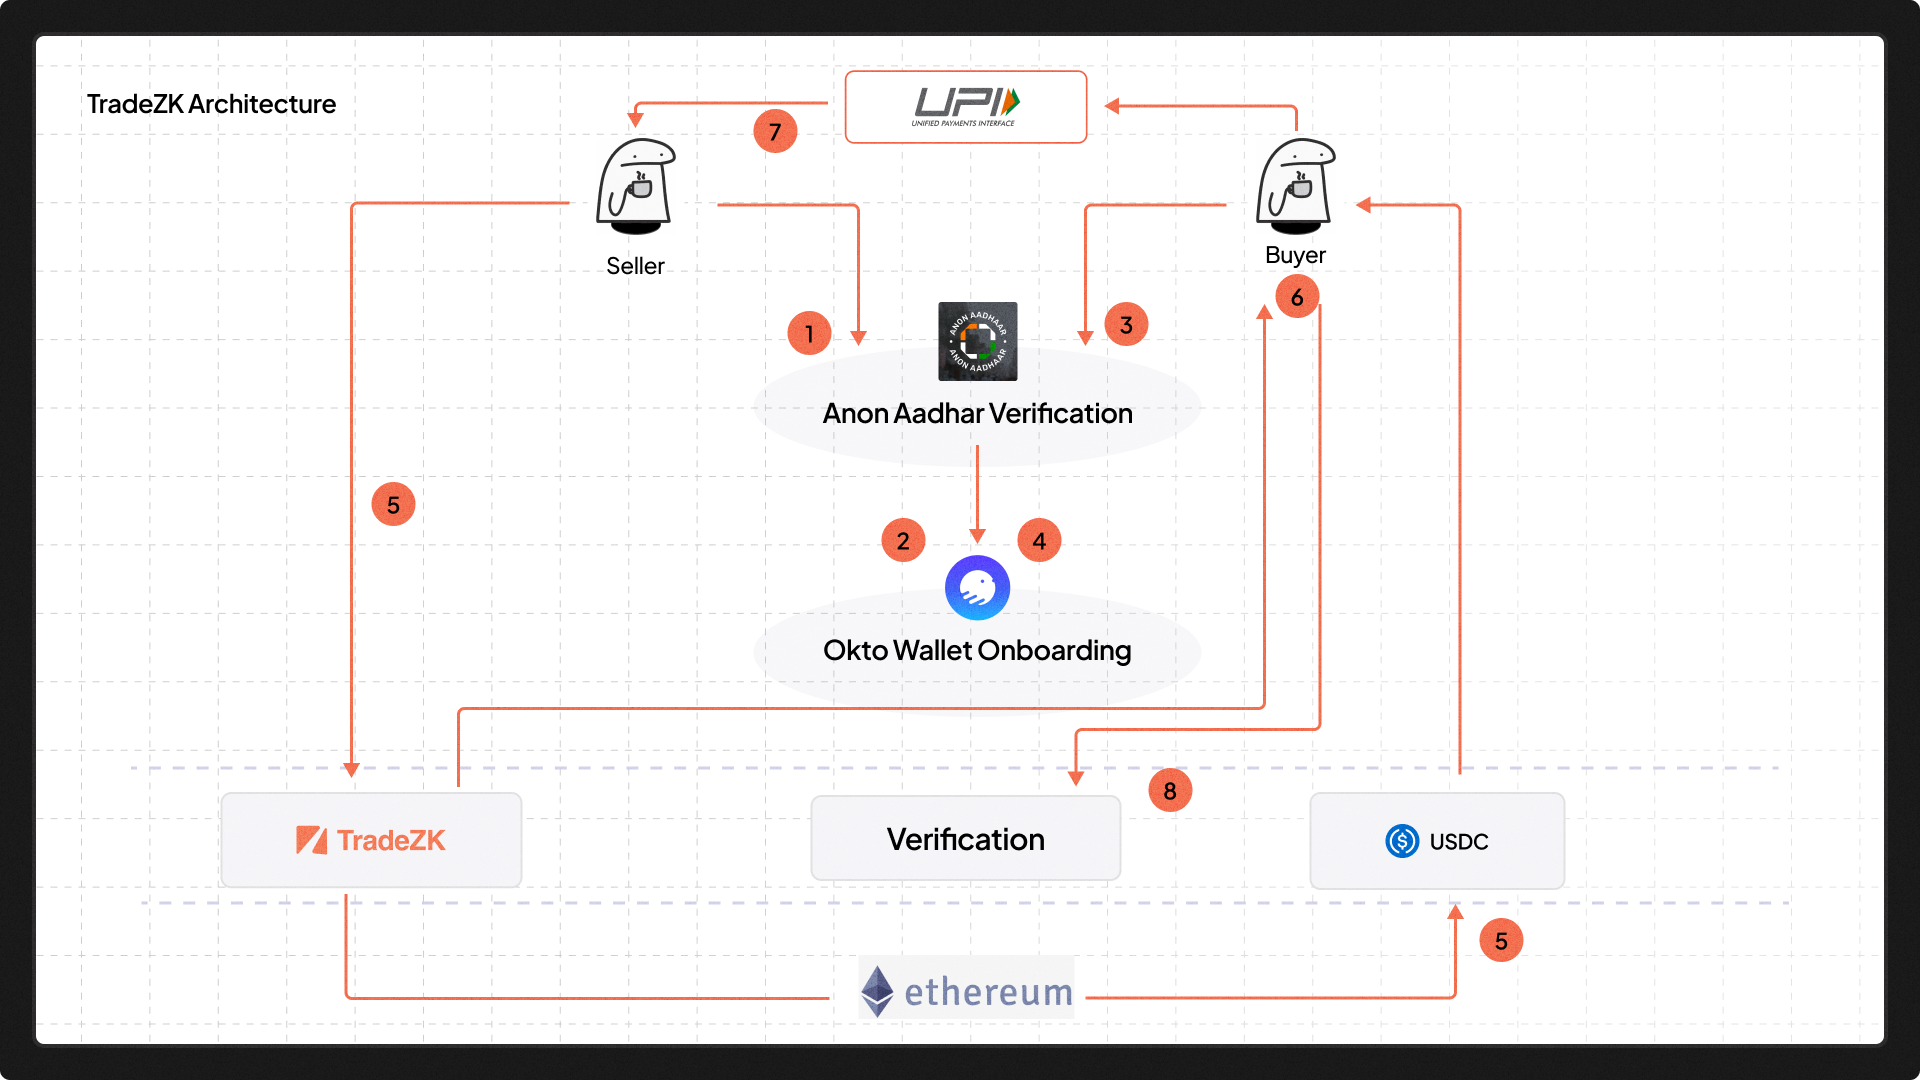 TradeZK Architecture
UPI
UNIFIED PAYMENTS INTERFACE
7
Seller
Buyer
6
1
3
ANON AADHAAR
ANON AADHAAR
Anon Aadhar Verification
5
2
4
Okto Wallet Onboarding
8
TradeZK
Verification
$
USDC
5
ethereum